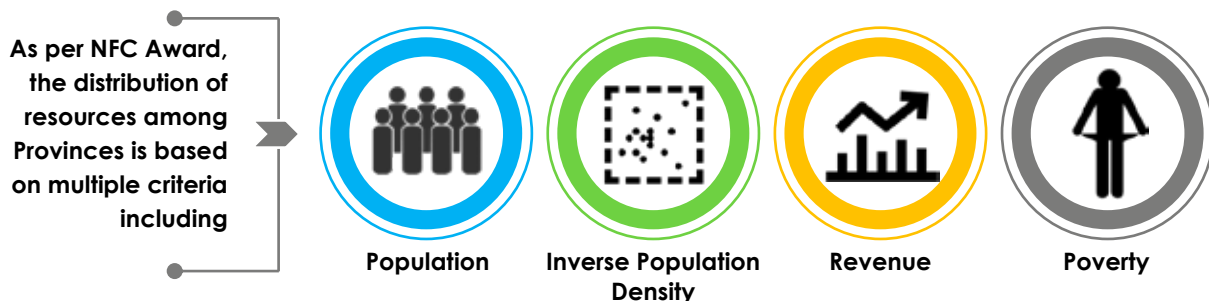 As per NFC Award,
the distribution of
resources among
Provinces is based
on multiple criteria
including
Population
Inverse Population
Density
Revenue
Poverty